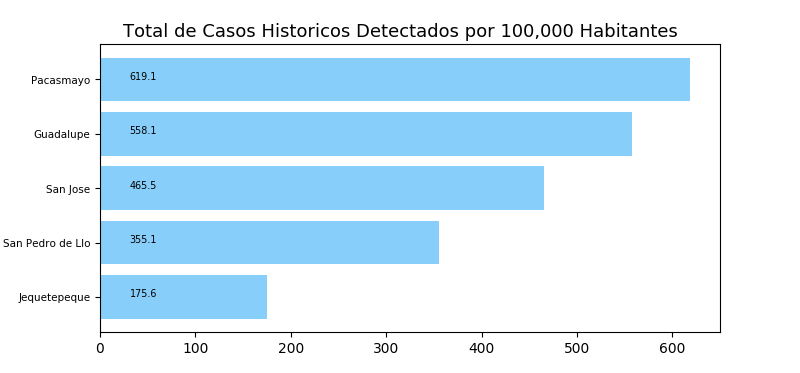 Total de Casos Historicos Detectados por 100,000 Habitantes
Pacasmayo 619.1
Guadalupe 558.1
San Jose 465.5
San Pedro de Llo 355.1
Jequetepeque 175.6
0 100 200 300 400 500 600